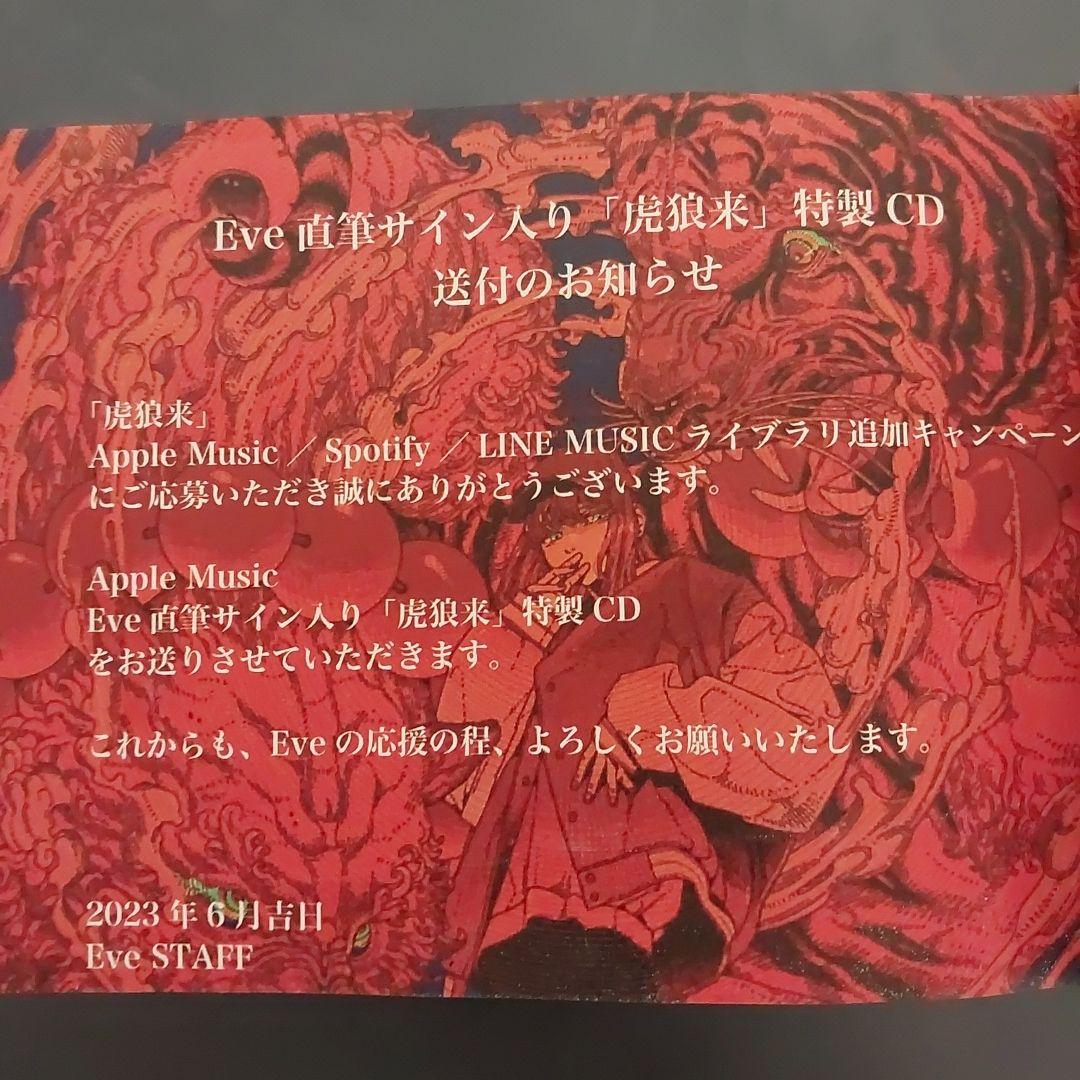 Eve 直筆サイン入り「虎狼来」特製 CD
送付のお知らせ
「虎狼来」
Apple Music ／ Spotify ／ LINE MUSIC ライブラリ追加キャンペーン
にご応募いただき誠にありがとうございます。
Apple Music
Eve 直筆サイン入り「虎狼来」特製 CD
をお送りさせていただきます。
これからも、Eve の応援の程、よろしくお願いいたします。
2023 年 6 月吉日
Eve STAFF